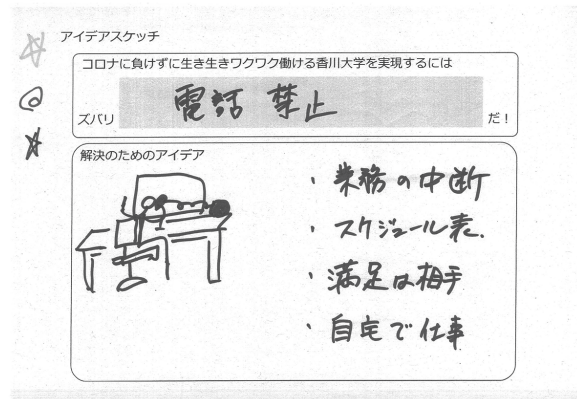 アイデアスケッチ
コロナに負けずに生き生きワクワク働ける香川大学を実現するには
ズバリ 電話 禁止 だ!
解決のためのアイデア
・業務の中断
・スケジュール表.
・満足は相手
・自宅で仕事